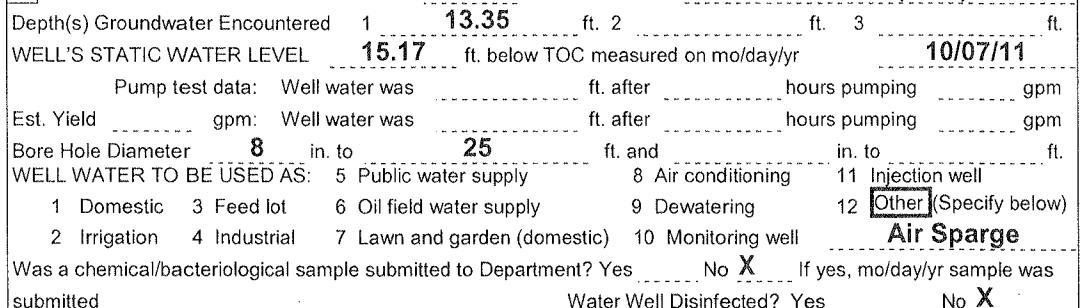 Depth(s) Groundwater Encountered 1 13.35 ft. 2 ft. 3 ft.
WELL'S STATIC WATER LEVEL 15.17 ft. below TOC measured on mo/day/yr 10/07/11
Pump test data: Well water was ft. after hours pumping gpm
Est. Yield gpm: Well water was ft. after hours pumping gpm
Bore Hole Diameter 8 in. to 25 ft. and in. to ft.
WELL WATER TO BE USED AS: 5 Public water supply 8 Air conditioning 11 Injection well
1 Domestic 3 Feed lot 6 Oil field water supply 9 Dewatering 12 Other (Specify below)
2 Irrigation 4 Industrial 7 Lawn and garden (domestic) 10 Monitoring well Air Sparge
Was a chemical/bacteriological sample submitted to Department? Yes No X If yes, mo/day/yr sample was
submitted Water Well Disinfected? Yes No X